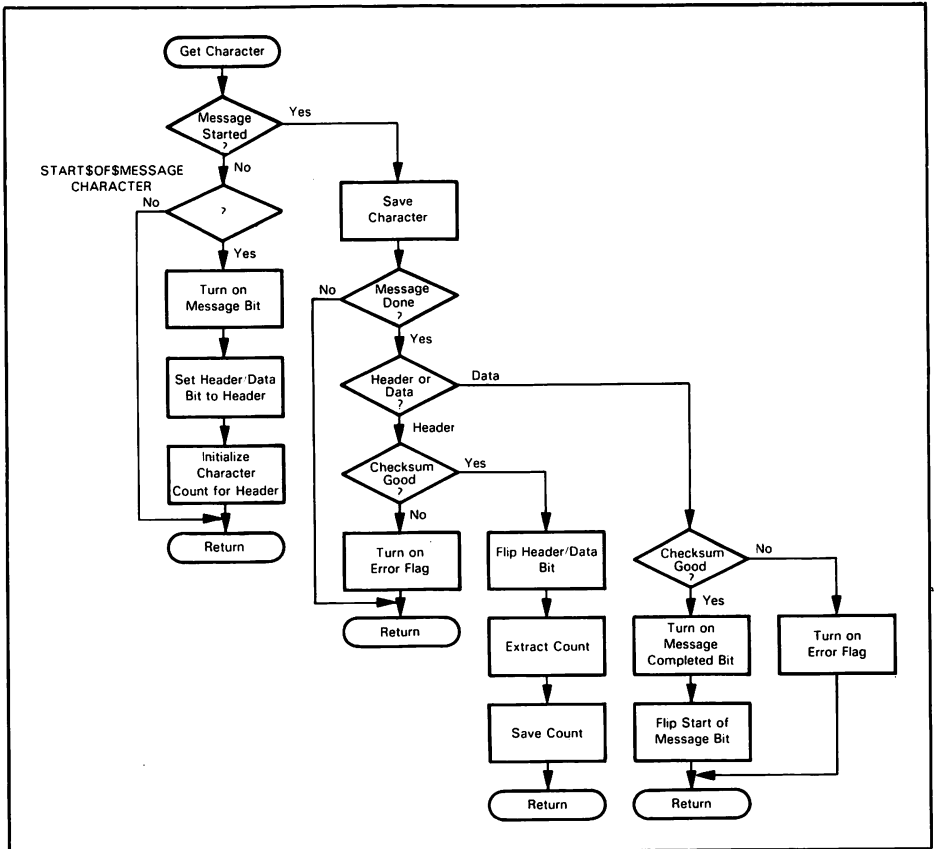 Get Character
Message
Started
?
Yes
No
START$OF$MESSAGE
CHARACTER
No
?
Yes
Turn on
Message Bit
Set Header/Data
Bit to Header
Initialize
Character
Count for Header
Return
Save
Character
No
Message
Done
?
Yes
Header or
Data
?
Data
Header
Checksum
Good
?
Yes
No
Turn on
Error Flag
Return
Flip Header/Data
Bit
Extract Count
Save Count
Return
Checksum
Good
?
No
Yes
Turn on
Message
Completed Bit
Flip Start of
Message Bit
Return
Turn on
Error Flag